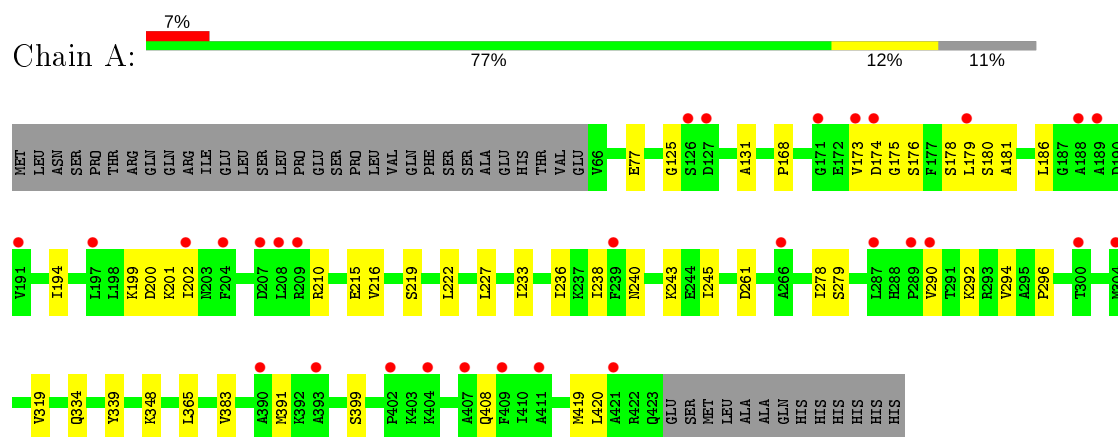 7%
Chain A:
77% 12% 11%
MET LEU ASN SER PRO THR ARG GLN GLN ARG ILE GLU LEU SER LEU PRO GLU SER PRO LEU VAL GLN PHE SER SER ALA GLU HIS THR VAL GLU V66 E77 G125 S126 D127 A131 P168 G171 E172 V173 D174 G175 S176 F177 S178 L179 S180 A181 L186 G187 A188 A189 D190
V191 I194 L197 L198 K199 D200 K201 I202 N203 F204 D207 L208 R209 R210 E215 V216 S219 L222 L227 I233 I236 K237 I238 F239 N240 K243 E244 I245 D261 A266 I278 S279 L287 H288 P289 V290 T291 K292 R293 V294 A295 P296 T300 M304
V319 Q334 Y339 K348 L365 V383 A390 M391 K392 A393 S399 P402 K403 K404 A407 Q408 F409 I410 A411 M419 L420 A421 R422 Q423 GLU SER MET LEU ALA ALA GLN HIS HIS HIS HIS HIS HIS